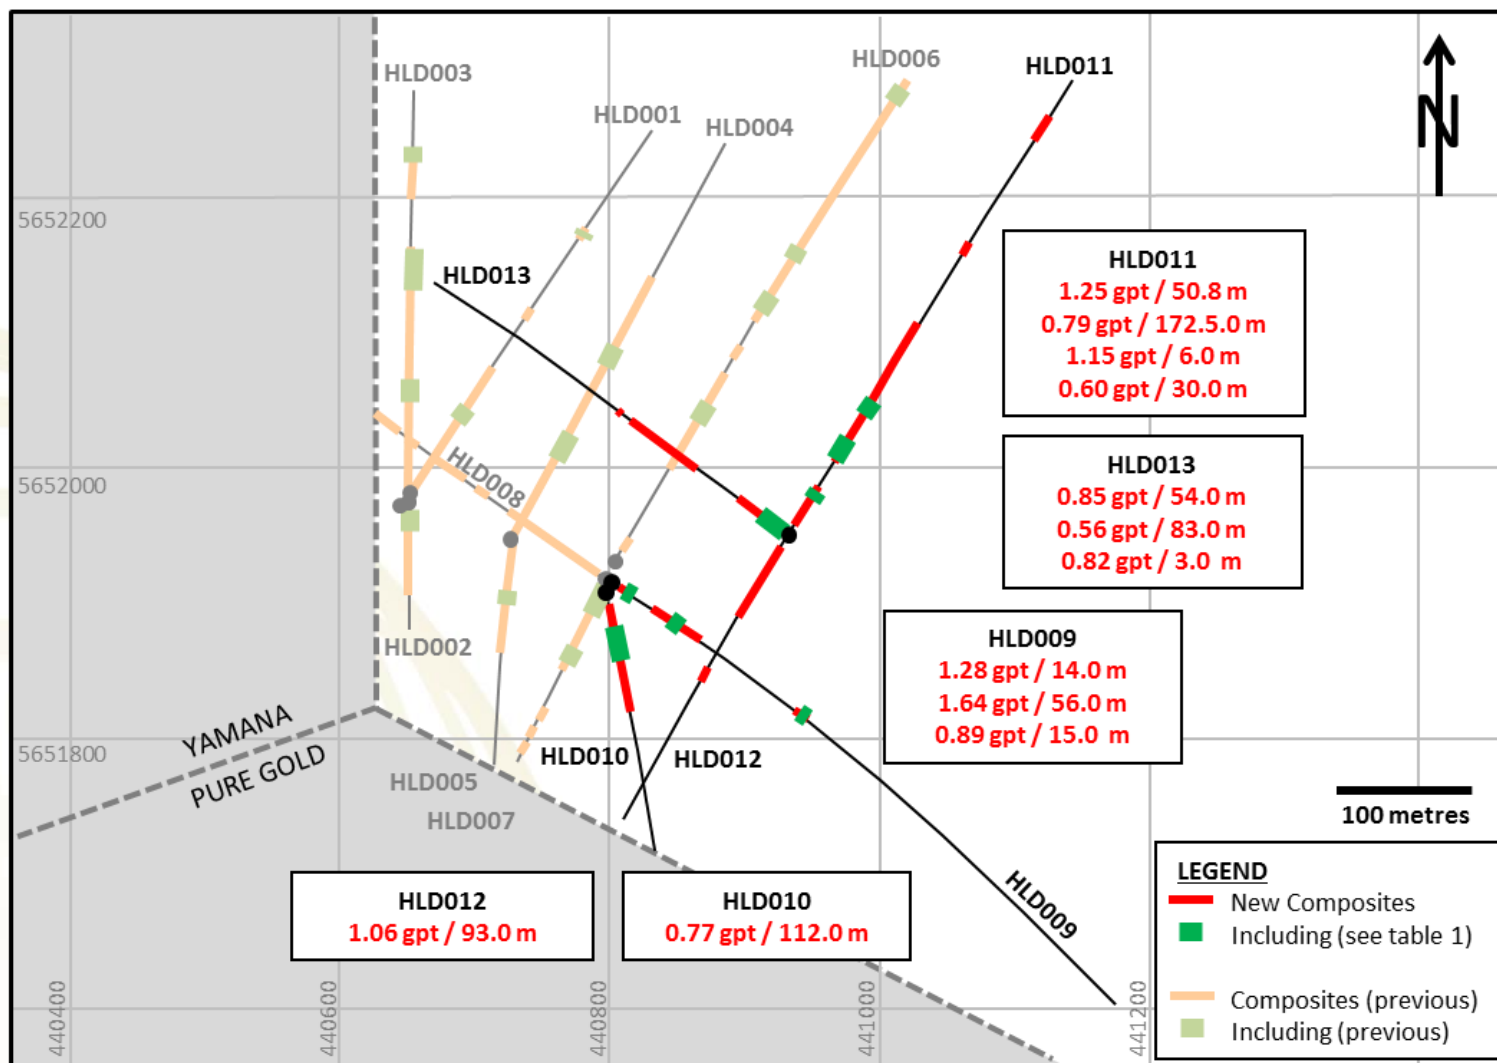 HLD003
HLD001
HLD004
HLD006
HLD011
N
5652200
HLD013
HLD011
1.25 gpt / 50.8 m
0.79 gpt / 172.5.0 m
1.15 gpt / 6.0 m
0.60 gpt / 30.0 m
HLD008
5652000
HLD013
0.85 gpt / 54.0 m
0.56 gpt / 83.0 m
0.82 gpt / 3.0 m
HLD002
HLD009
1.28 gpt / 14.0 m
1.64 gpt / 56.0 m
0.89 gpt / 15.0 m
YAMANA
PURE GOLD
5651800
HLD010
HLD012
HLD005
HLD007
100 metres
HLD012
1.06 gpt / 93.0 m
HLD010
0.77 gpt / 112.0 m
HLD009
LEGEND
New Composites
Including (see table 1)
Composites (previous)
Including (previous)
440400
440600
440800
441000
441200